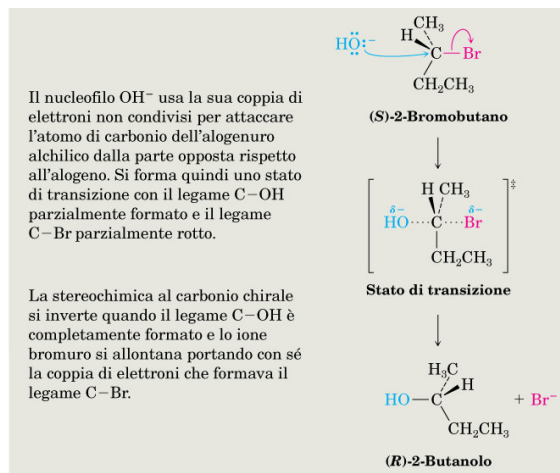 CH₃
H
HÖ:⁻
C
Br
CH₂CH₃
Il nucleofilo OH⁻ usa la sua coppia di
elettroni non condivisi per attaccare
l'atomo di carbonio dell'alogenuro
alchilico dalla parte opposta rispetto
all'alogeno. Si forma quindi uno stato
di transizione con il legame C−OH
parzialmente formato e il legame
C−Br parzialmente rotto.
(S)-2-Bromobutano
H CH₃ ‡
δ− δ−
HO C Br
CH₂CH₃
Stato di transizione
La stereochimica al carbonio chirale
si inverte quando il legame C−OH è
completamente formato e lo ione
bromuro si allontana portando con sé
la coppia di elettroni che formava il
legame C−Br.
H₃C
H
HO−C + Br⁻
CH₂CH₃
(R)-2-Butanolo